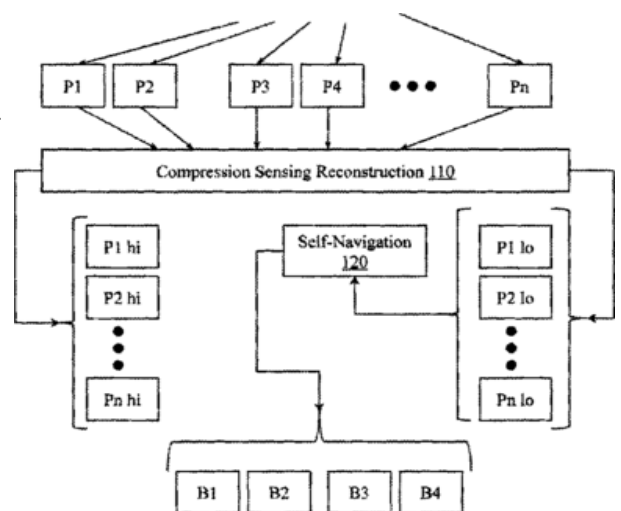 P1 P2 P3 P4 Pn
Compression Sensing Reconstruction 110
P1 hi
P2 hi
Pn hi
Self-Navigation
120
P1 lo
P2 lo
Pn lo
B1 B2 B3 B4